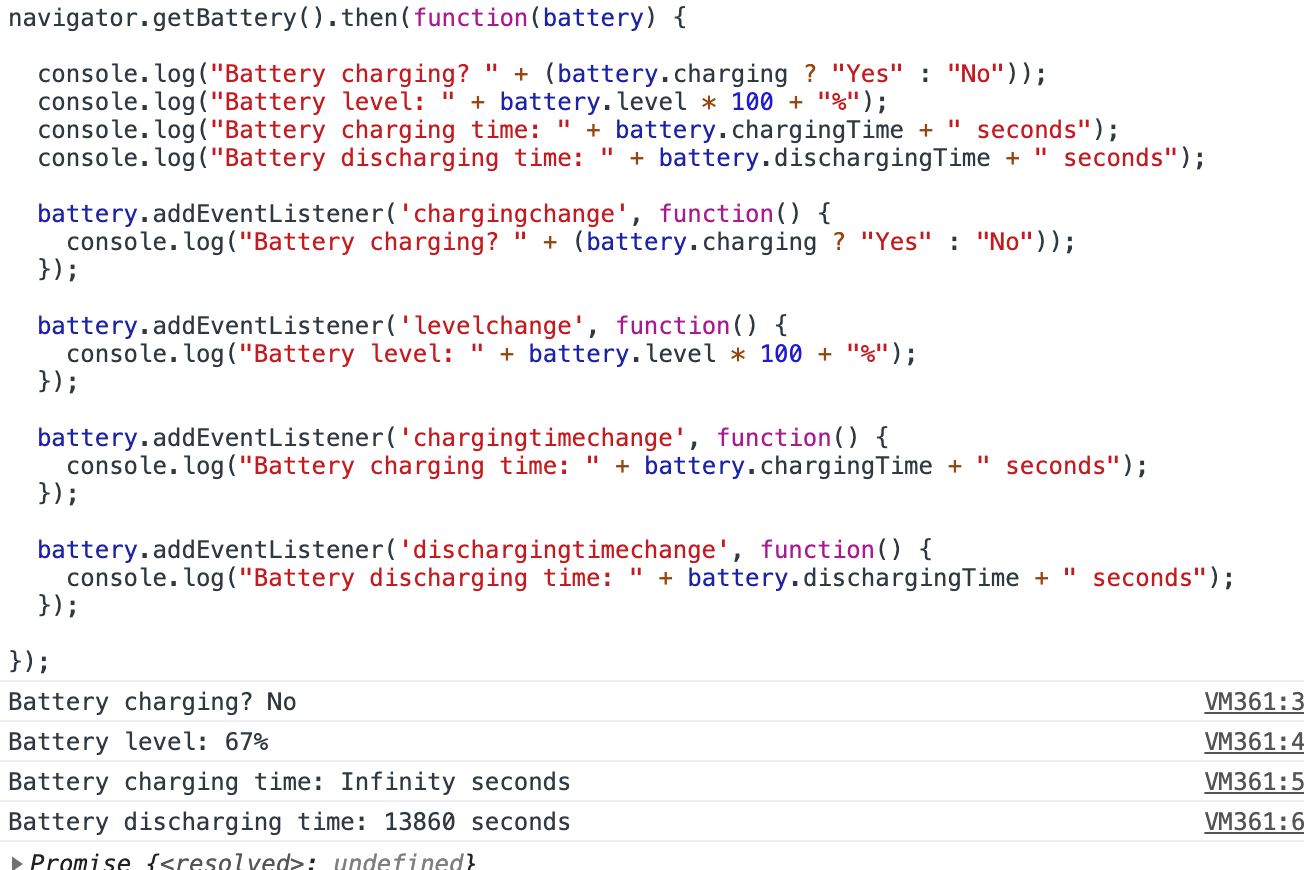 navigator.getBattery().then(function(battery) {
  console.log("Battery charging? " + (battery.charging ? "Yes" : "No"));
  console.log("Battery level: " + battery.level * 100 + "%");
  console.log("Battery charging time: " + battery.chargingTime + " seconds");
  console.log("Battery discharging time: " + battery.dischargingTime + " seconds");
  battery.addEventListener('chargingchange', function() {
    console.log("Battery charging? " + (battery.charging ? "Yes" : "No"));
  });
  battery.addEventListener('levelchange', function() {
    console.log("Battery level: " + battery.level * 100 + "%");
  });
  battery.addEventListener('chargingtimechange', function() {
    console.log("Battery charging time: " + battery.chargingTime + " seconds");
  });
  battery.addEventListener('dischargingtimechange', function() {
    console.log("Battery discharging time: " + battery.dischargingTime + " seconds");
  });
});
Battery charging? No VM361:3
Battery level: 67% VM361:4
Battery charging time: Infinity seconds VM361:5
Battery discharging time: 13860 seconds VM361:6
Promise {<resolved>: undefined}